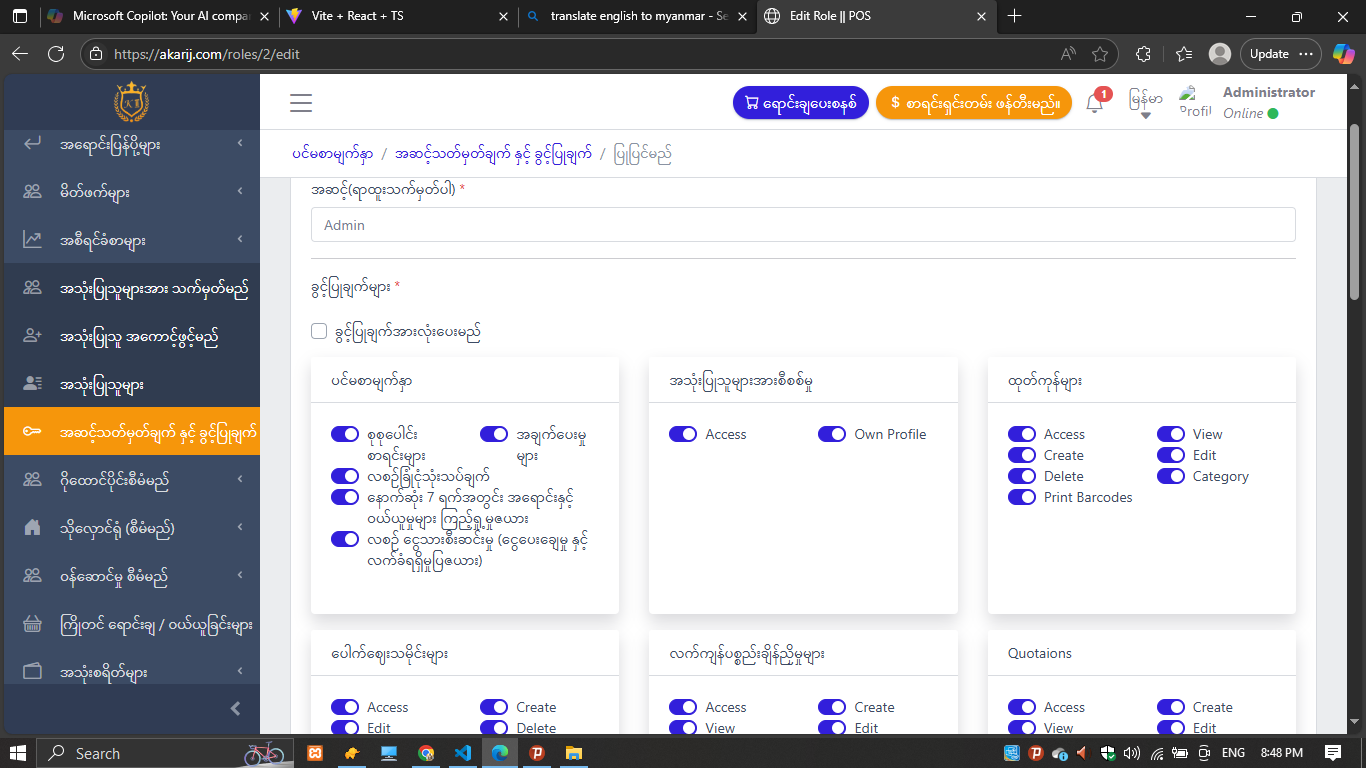 Microsoft Copilot: Your AI compa
Vite + React + TS
translate english to myanmar - Se
Edit Role || POS
https://akarij.com/roles/2/edit
Update
ရောင်းချပေးစနစ်
$ စာရင်းရှင်းတမ်း ဖန်တီးမည်။
1
မြန်မာ
Profil
Administrator
Online
အရောင်းပြန်ပို့များ
မိတ်ဖက်များ
အစီရင်ခံစာများ
အသုံးပြုသူများအား သက်မှတ်မည်
အသုံးပြုသူ အကောင့်ဖွင့်မည်
အသုံးပြုသူများ
အဆင့်သတ်မှတ်ချက် နှင့် ခွင့်ပြုချက်
ဂိုထောင်ပိုင်းစီမံမည်
သိုလှောင်ရုံ (စီမံမည်)
ဝန်ဆောင်မှု စီမံမည်
ကြိုတင် ရောင်းချ / ဝယ်ယူခြင်းများ
အသုံးစရိတ်များ
ပင်မစာမျက်နှာ / အဆင့်သတ်မှတ်ချက် နှင့် ခွင့်ပြုချက် / ပြုပြင်မည်
အဆင့်(ရာထူးသက်မှတ်ပါ) *
Admin
ခွင့်ပြုချက်များ *
ခွင့်ပြုချက်အားလုံးပေးမည်
ပင်မစာမျက်နှာ
စုစုပေါင်း
စာရင်းများ
အချက်ပေးမှု
များ
လစဉ်ခြုံငုံသုံးသပ်ချက်
နောက်ဆုံး 7 ရက်အတွင်း အရောင်းနှင့်
ဝယ်ယူမှုများ ကြည့်ရှု့မှုဇယား
လစဉ် ငွေသားစီးဆင်းမှု (ငွေပေးချေမှု နှင့်
လက်ခံရရှိမှုပြဇယား)
အသုံးပြုသူများအားစီစစ်မှု
Access
Own Profile
ထုတ်ကုန်များ
Access
View
Create
Edit
Delete
Category
Print Barcodes
ပေါက်ဈေးသမိုင်းများ
Access
Create
Edit
Delete
လက်ကျန်ပစ္စည်းချိန်ညှိမှုများ
Access
Create
View
Edit
Quotaions
Access
Create
View
Edit
Search
ENG
8:48 PM